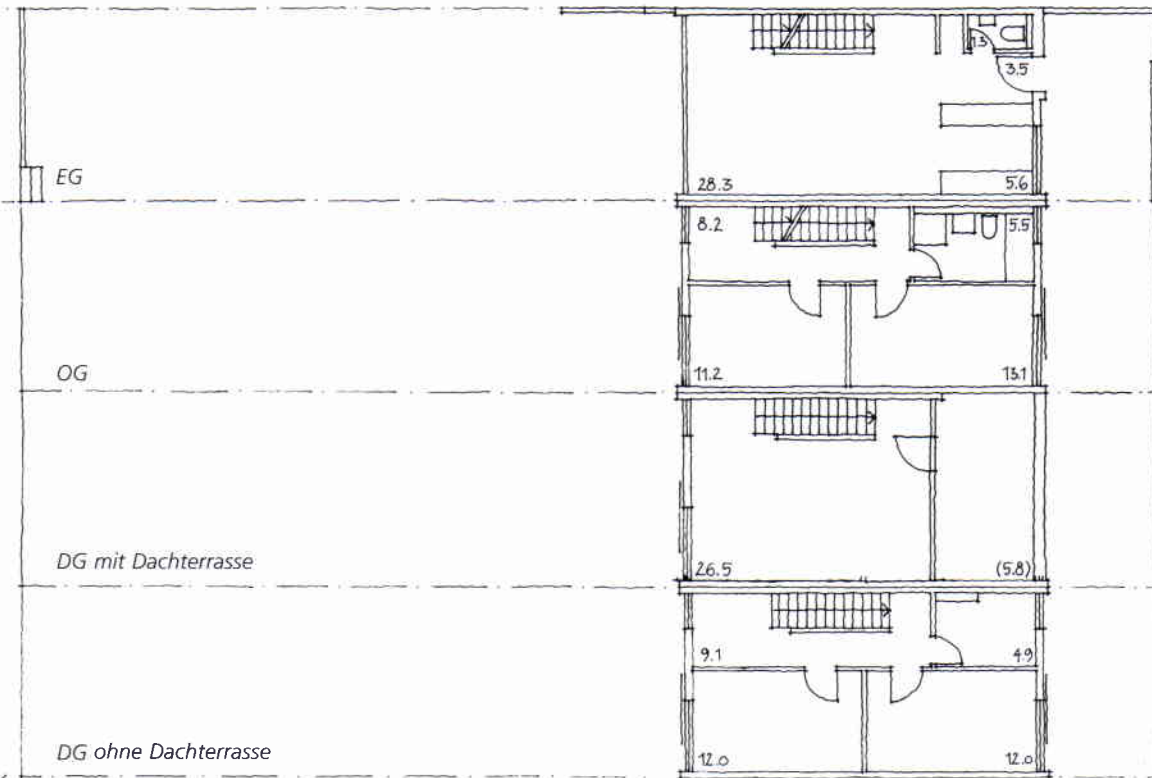 1.3
3.5
EG
28.3 5.6
8.2 5.5
OG
11.2 13.1
DG mit Dachterrasse
26.5 (5.8)
9.1 4.9
DG ohne Dachterrasse
12.0 12.0